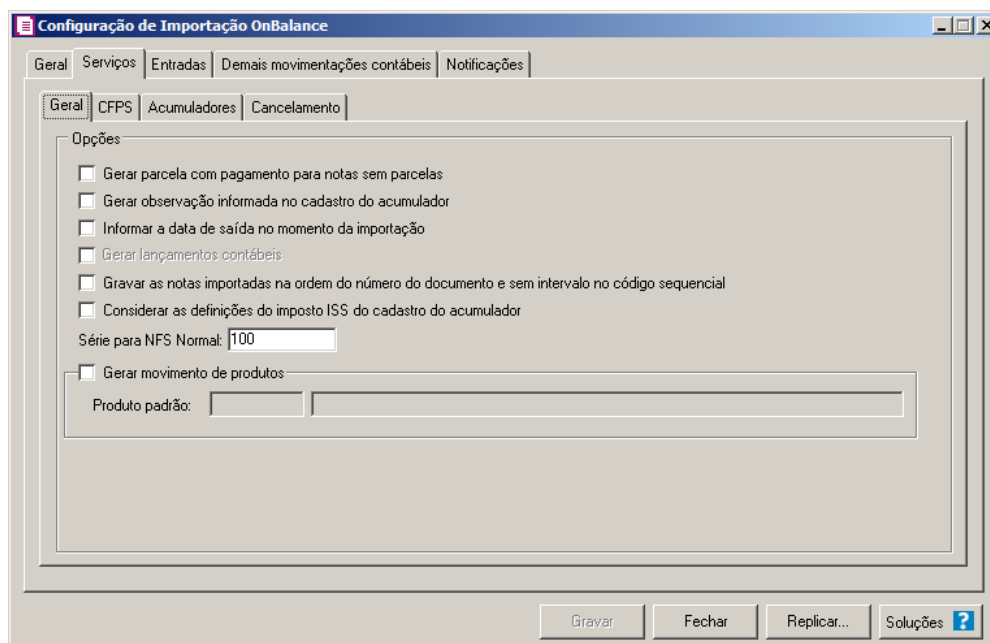 Configuração de Importação OnBalance
Geral Serviços Entradas Demais movimentações contábeis Notificações
Geral CFPS Acumuladores Cancelamento
Opções
Gerar parcela com pagamento para notas sem parcelas
Gerar observação informada no cadastro do acumulador
Informar a data de saída no momento da importação
Gerar lançamentos contábeis
Gravar as notas importadas na ordem do número do documento e sem intervalo no código sequencial
Considerar as definições do imposto ISS do cadastro do acumulador
Série para NFS Normal: 100
Gerar movimento de produtos
Produto padrão:
Gravar Fechar Replicar... Soluções ?